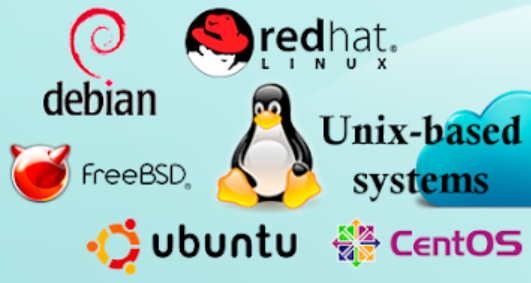 debian
redhat.
LINUX
FreeBSD®
Unix-based
systems
ubuntu
CentOS